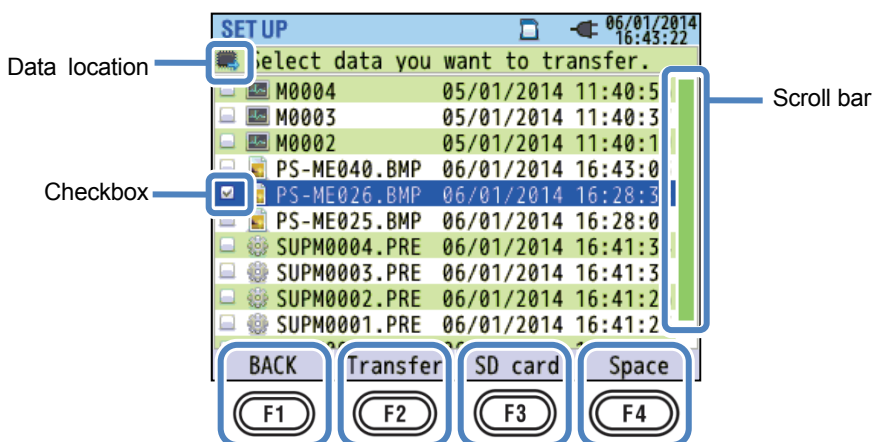 SET UP 06/01/2014
16:43:22
Data location
Select data you want to transfer.
M0004 05/01/2014 11:40:5
Scroll bar
M0003 05/01/2014 11:40:3
M0002 05/01/2014 11:40:1
PS-ME040.BMP 06/01/2014 16:43:0
Checkbox
PS-ME026.BMP 06/01/2014 16:28:3
PS-ME025.BMP 06/01/2014 16:28:0
SUPM0004.PRE 06/01/2014 16:41:3
SUPM0003.PRE 06/01/2014 16:41:3
SUPM0002.PRE 06/01/2014 16:41:2
SUPM0001.PRE 06/01/2014 16:41:2
BACK Transfer SD card Space
F1 F2 F3 F4